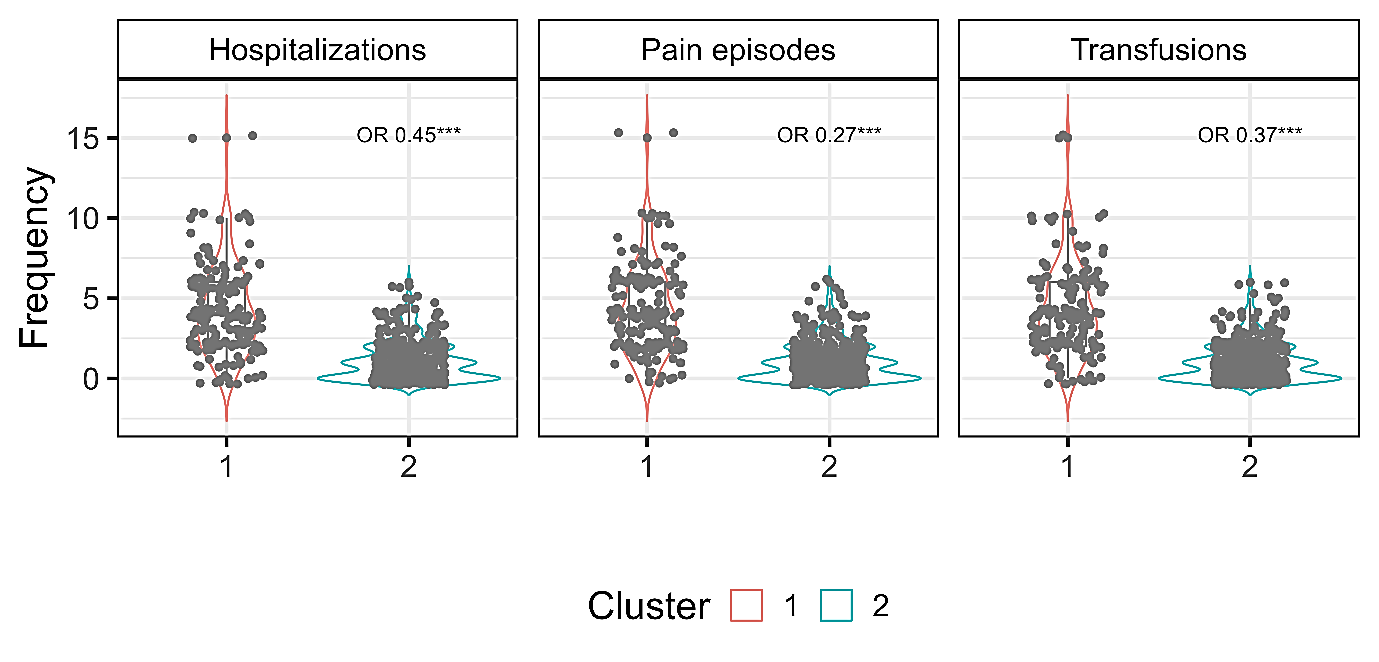 Hospitalizations
Pain episodes
Transfusions
Frequency
15
10
5
0
OR 0.45***
OR 0.27***
OR 0.37***
1 2
1 2
1 2
Cluster 1 2